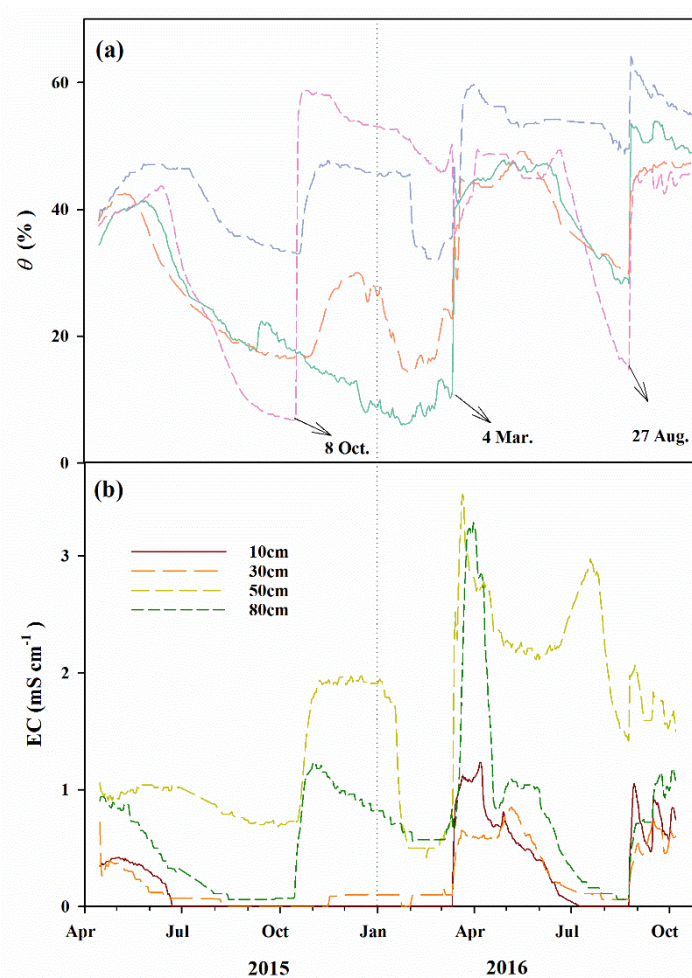 (a)
60
40
20
0
θ (%)
8 Oct.
4 Mar.
27 Aug.
(b)
10cm
30cm
50cm
80cm
3
2
1
0
EC (mS cm⁻¹)
Apr Jul Oct Jan Apr Jul Oct
2015 2016